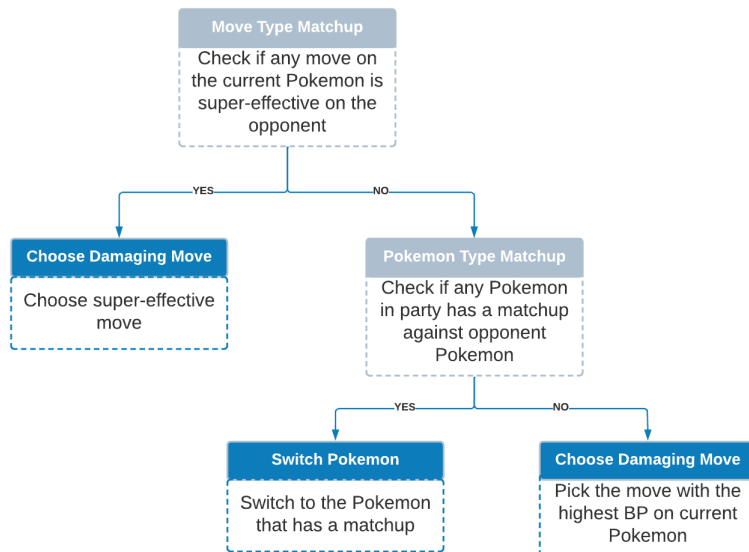 Move Type Matchup
Check if any move on
the current Pokemon is
super-effective on the
opponent
YES
NO
Choose Damaging Move
Choose super-effective
move
Pokemon Type Matchup
Check if any Pokemon
in party has a matchup
against opponent
Pokemon
YES
NO
Switch Pokemon
Switch to the Pokemon
that has a matchup
Choose Damaging Move
Pick the move with the
highest BP on current
Pokemon